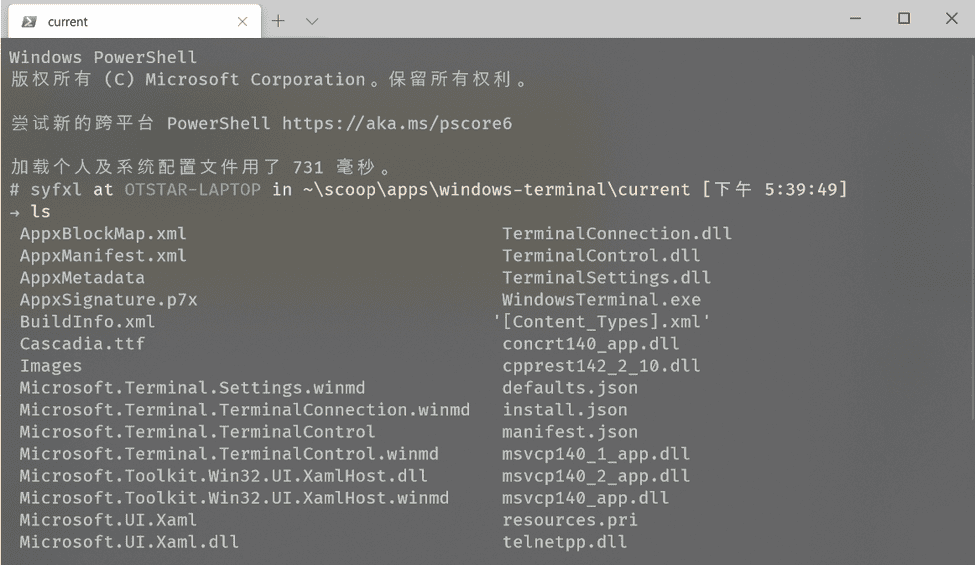 current
Windows PowerShell
版权所有 (C) Microsoft Corporation。保留所有权利。
尝试新的跨平台 PowerShell https://aka.ms/pscore6
加载个人及系统配置文件用了 731 毫秒。
# syfxl at OTSTAR-LAPTOP in ~\scoop\apps\windows-terminal\current [下午 5:39:49]
→ ls
AppxBlockMap.xml TerminalConnection.dll
AppxManifest.xml TerminalControl.dll
AppxMetadata TerminalSettings.dll
AppxSignature.p7x WindowsTerminal.exe
BuildInfo.xml '[Content_Types].xml'
Cascadia.ttf concrt140_app.dll
Images cpprest142_2_10.dll
Microsoft.Terminal.Settings.winmd defaults.json
Microsoft.Terminal.TerminalConnection.winmd install.json
Microsoft.Terminal.TerminalControl manifest.json
Microsoft.Terminal.TerminalControl.winmd msvcp140_1_app.dll
Microsoft.Toolkit.Win32.UI.XamlHost.dll msvcp140_2_app.dll
Microsoft.Toolkit.Win32.UI.XamlHost.winmd msvcp140_app.dll
Microsoft.UI.Xaml resources.pri
Microsoft.UI.Xaml.dll telnetpp.dll